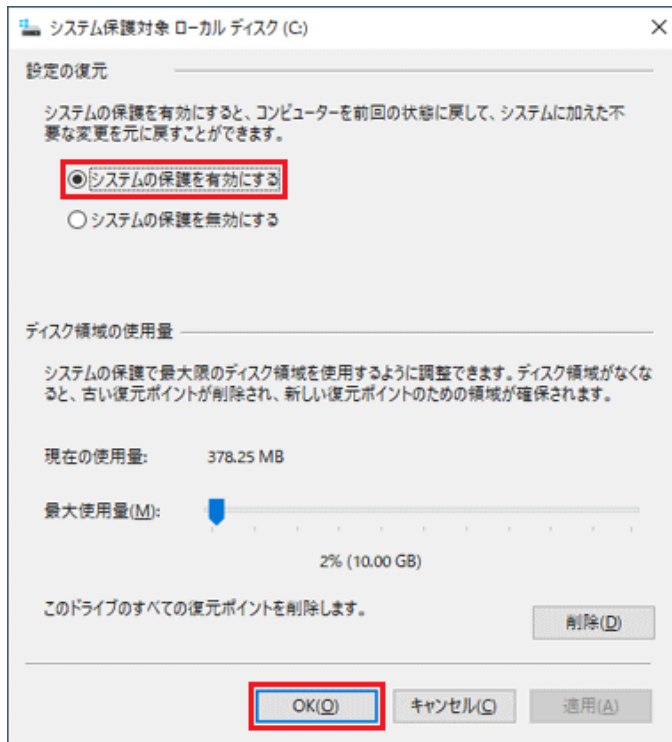 システム保護対象 ローカル ディスク (C:)
設定の復元
システムの保護を有効にすると、コンピューターを前回の状態に戻して、システムに加えた不
要な変更を元に戻すことができます。
システムの保護を有効にする
システムの保護を無効にする
ディスク領域の使用量
システムの保護で最大限のディスク領域を使用するように調整できます。ディスク領域がなくな
ると、古い復元ポイントが削除され、新しい復元ポイントのための領域が確保されます。
現在の使用量: 378.25 MB
最大使用量(M):
2% (10.00 GB)
このドライブのすべての復元ポイントを削除します。
削除(D)
OK(O) キャンセル(C) 適用(A)